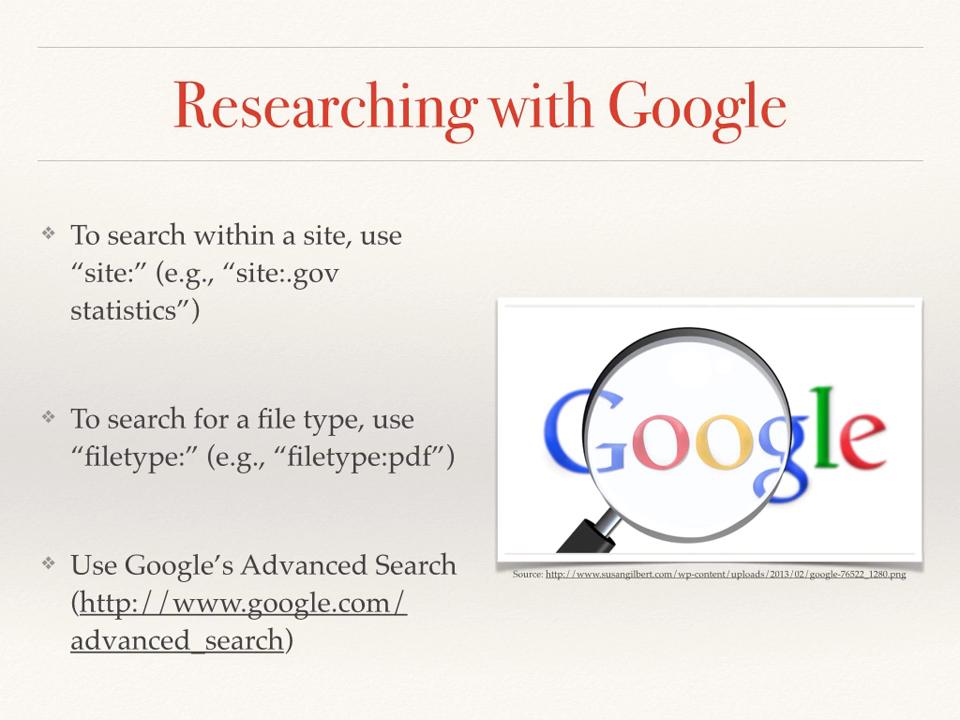 Researching with Google
❖ To search within a site, use
“site:” (e.g., “site:.gov
statistics”)
❖ To search for a file type, use
“filetype:” (e.g., “filetype:pdf”)
❖ Use Google’s Advanced Search
(http://www.google.com/
advanced_search)
Google
Source: http://www.susangilbert.com/wp-content/uploads/2013/02/google-76522_1280.png